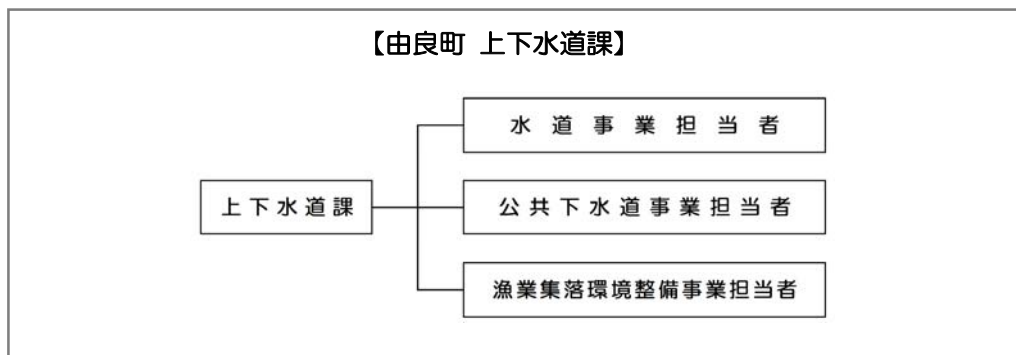 【由良町 上下水道課】
水道事業担当者
上下水道課
公共下水道事業担当者
漁業集落環境整備事業担当者